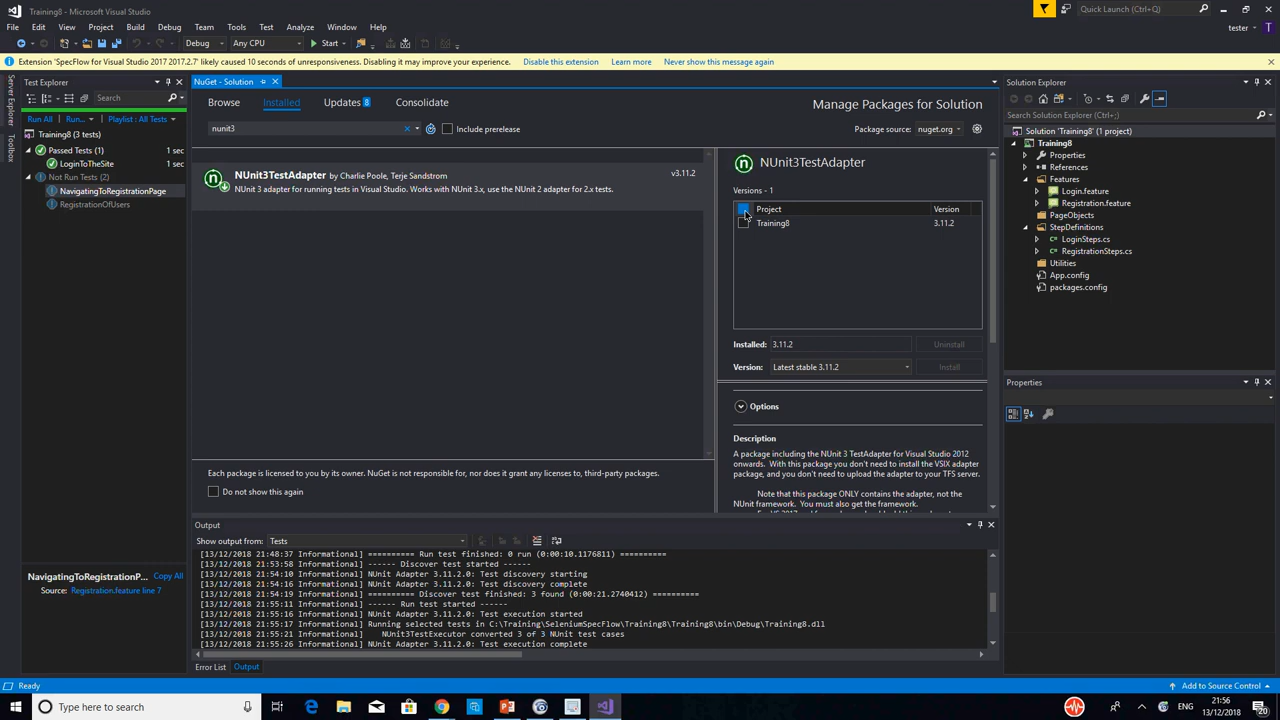 Training8 - Microsoft Visual Studio
Quick Launch (Ctrl+Q)
File Edit View Project Build Debug Team Tools Test Analyze Window Help
tester T
Debug Any CPU Start
Extension 'SpecFlow for Visual Studio 2017 2017.2.7' likely caused 10 seconds of unresponsiveness. Disabling it may improve your experience. Disable this extension Learn more Never show this message again
Server Explorer
Toolbox
Test Explorer
Search
Run All Run... Playlist : All Tests
Training8 (3 tests)
Passed Tests (2) 1 sec
LoginToTheSite 1 sec
Not Run Tests (2)
NavigatingToRegistrationPage
RegistrationOfUsers
NavigatingToRegistrationP... Copy All
Source: Registration.feature line 7
NuGet - Solution
Browse Installed Updates 8 Consolidate
Manage Packages for Solution
nunit3
Include prerelease
Package source: nuget.org
NUnit3TestAdapter by Charlie Poole, Terje Sandstrom v3.11.2
NUnit 3 adapter for running tests in Visual Studio. Works with NUnit 3.x, use the NUnit 2 adapter for 2.x tests.
Each package is licensed to you by its owner. NuGet is not responsible for, nor does it grant any licenses to, third-party packages.
Do not show this again
NUnit3TestAdapter
Versions - 1
Project Version
Training8 3.11.2
Installed: 3.11.2 Uninstall
Version: Latest stable 3.11.2 Install
Options
Description
A package including the NUnit 3 TestAdapter for Visual Studio 2012
onwards. With this package you don't need to install the VSIX adapter
package, and you don't need to upload the adapter to your TFS server.
Note that this package ONLY contains the adapter, not the
NUnit framework. You must also get the framework.
Output
Show output from: Tests
[13/12/2018 21:48:37 Informational] ========== Run test finished: 0 run (0:00:10.1176811) ==========
[13/12/2018 21:53:58 Informational] ------ Discover test started ------
[13/12/2018 21:54:10 Informational] NUnit Adapter 3.11.2.0: Test discovery starting
[13/12/2018 21:54:16 Informational] NUnit Adapter 3.11.2.0: Test discovery complete
[13/12/2018 21:54:19 Informational] ========== Discover test finished: 3 found (0:00:21.2740412) ==========
[13/12/2018 21:55:11 Informational] ------ Run test started ------
[13/12/2018 21:55:16 Informational] NUnit Adapter 3.11.2.0: Test execution started
[13/12/2018 21:55:17 Informational] Running selected tests in C:\Training\SeleniumSpecFlow\Training8\Training8\bin\Debug\Training8.dll
[13/12/2018 21:55:21 Informational] NUnit3TestExecutor converted 3 of 3 NUnit test cases
[13/12/2018 21:55:26 Informational] NUnit Adapter 3.11.2.0: Test execution complete
Error List Output
Solution Explorer
Search Solution Explorer (Ctrl+;)
Solution 'Training8' (1 project)
Training8
Properties
References
Features
Login.feature
Registration.feature
PageObjects
StepDefinitions
LoginSteps.cs
RegistrationSteps.cs
Utilities
App.config
packages.config
Properties
Ready
Add to Source Control
Type here to search
21:56
13/12/2018
20